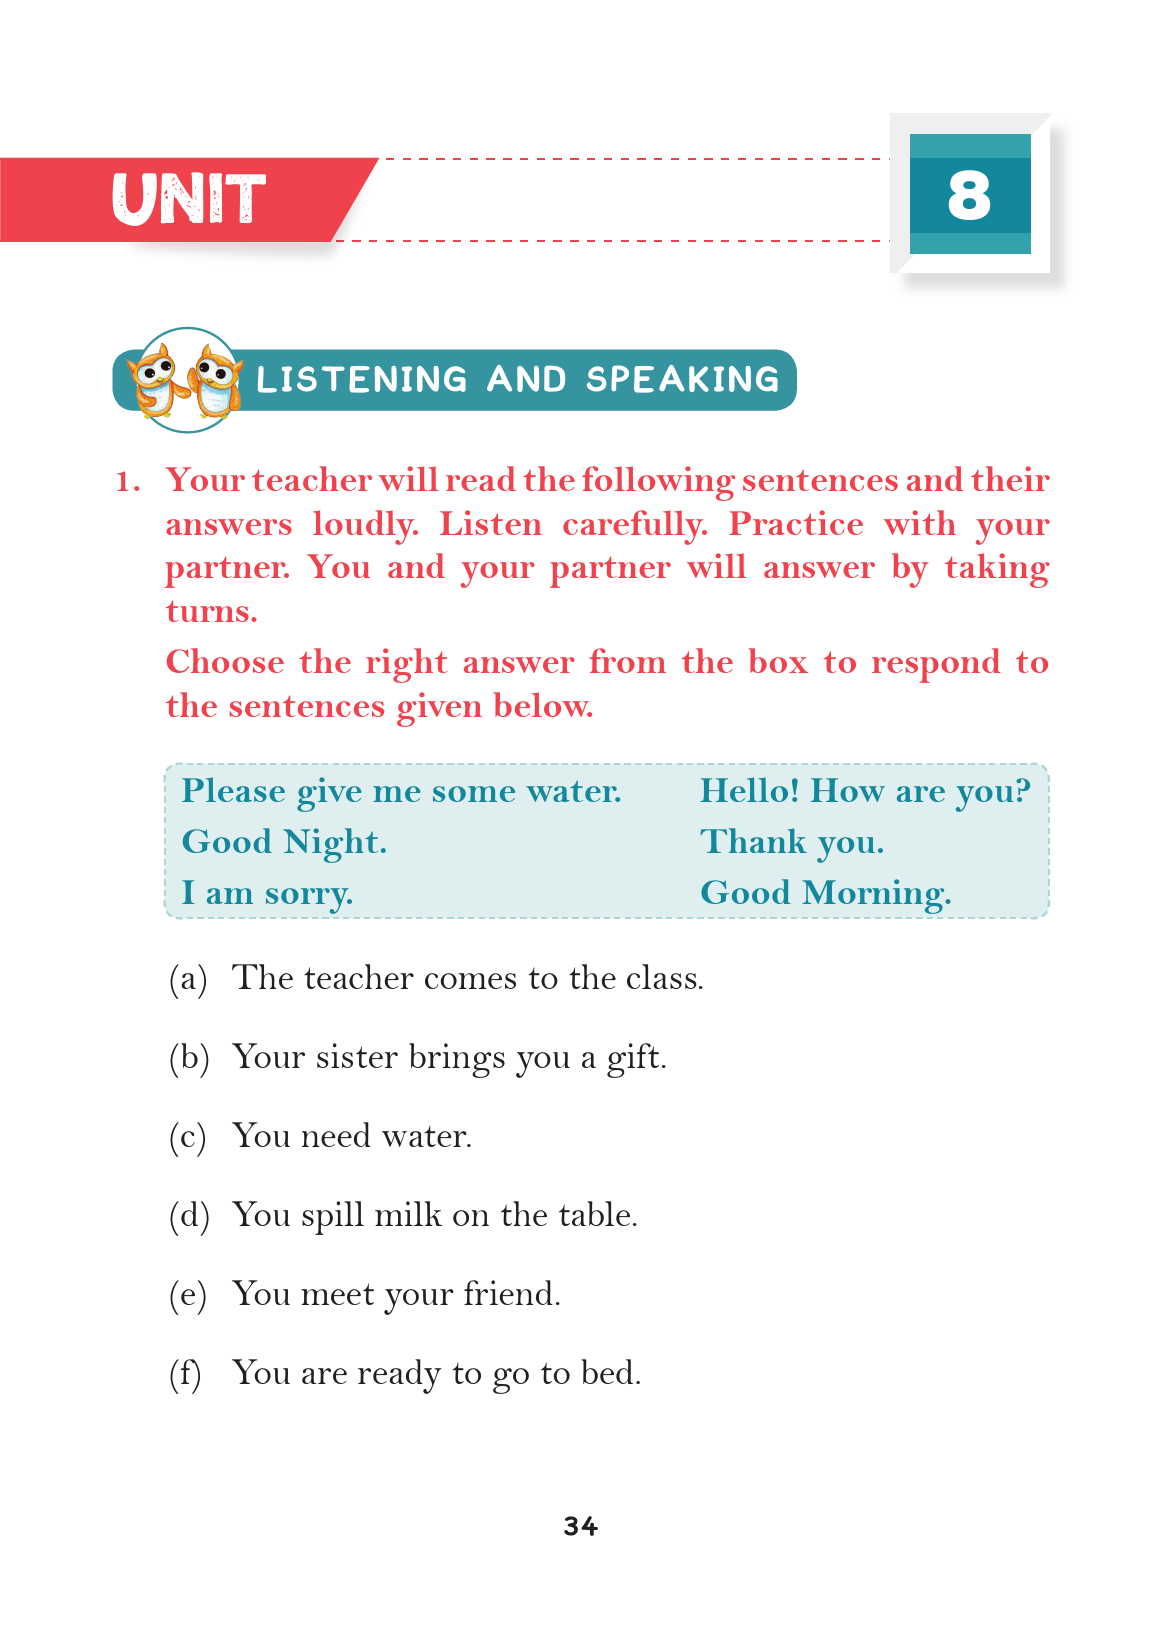 UNIT
8
LISTENING AND SPEAKING
1. Your teacher will read the following sentences and their
answers loudly. Listen carefully. Practice with your
partner. You and your partner will answer by taking
turns.
Choose the right answer from the box to respond to
the sentences given below.
Please give me some water. Hello! How are you?
Good Night. Thank you.
I am sorry. Good Morning.
(a) The teacher comes to the class.
(b) Your sister brings you a gift.
(c) You need water.
(d) You spill milk on the table.
(e) You meet your friend.
(f) You are ready to go to bed.
34